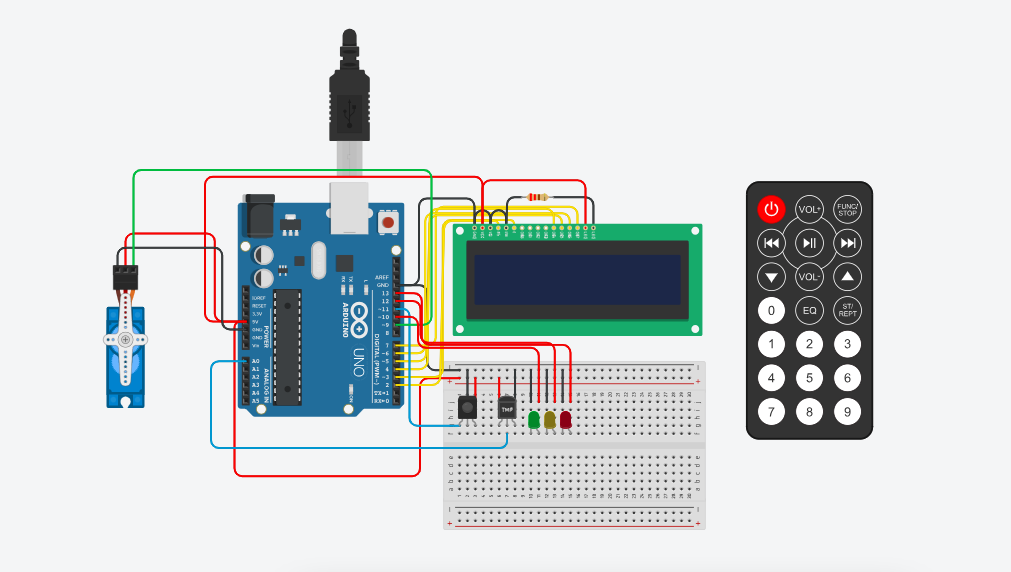 AREF
GND
13
12
~11
~10
~9
8
7
~6
~5
4
~3
2
TX→1
RX←0
DIGITAL (PWM~)
TX
RX
L
ON
ARDUINO
UNO
IOREF
RESET
3.3V
5V
GND
GND
Vin
POWER
A0
A1
A2
A3
A4
A5
ANALOG IN
TMP
VOL+
FUNC/
STOP
VOL-
0
EQ
ST/
REPT
1
2
3
4
5
6
7
8
9